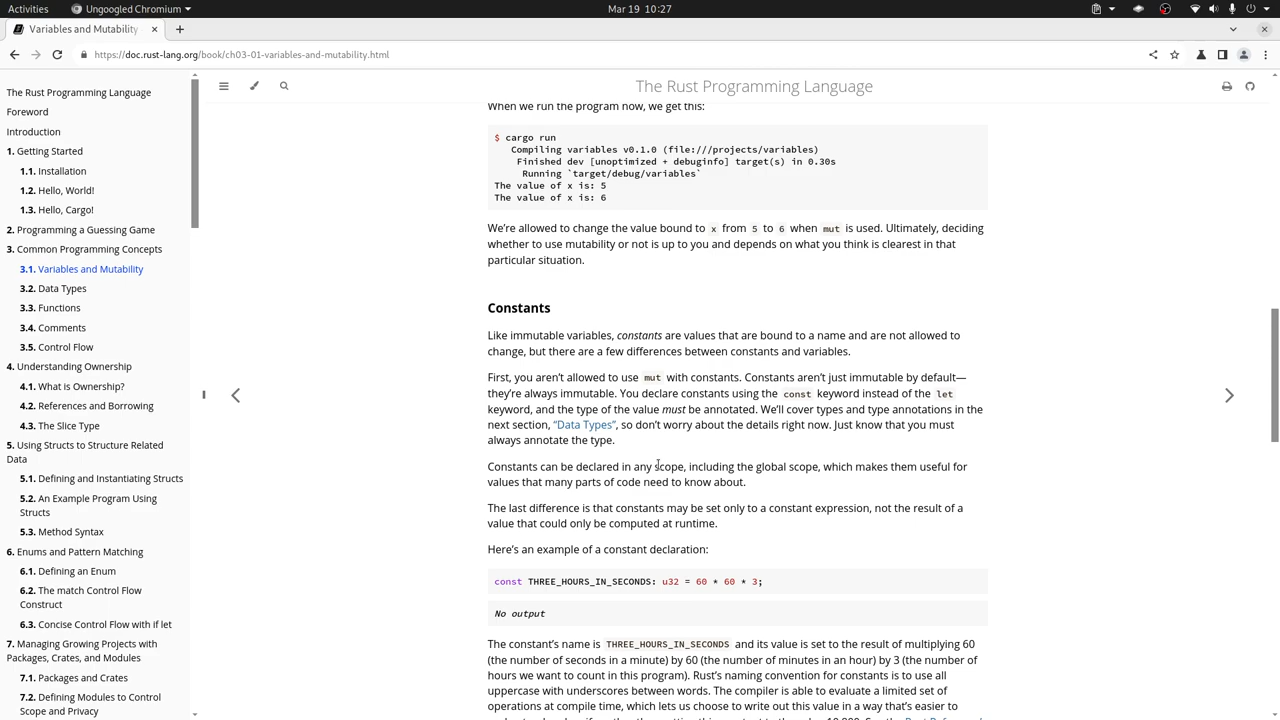 Activities
Ungoogled Chromium
Mar 19 10:27
Variables and Mutability
https://doc.rust-lang.org/book/ch03-01-variables-and-mutability.html
The Rust Programming Language
Foreword
Introduction
1. Getting Started
1.1. Installation
1.2. Hello, World!
1.3. Hello, Cargo!
2. Programming a Guessing Game
3. Common Programming Concepts
3.1. Variables and Mutability
3.2. Data Types
3.3. Functions
3.4. Comments
3.5. Control Flow
4. Understanding Ownership
4.1. What is Ownership?
4.2. References and Borrowing
4.3. The Slice Type
5. Using Structs to Structure Related
Data
5.1. Defining and Instantiating Structs
5.2. An Example Program Using
Structs
5.3. Method Syntax
6. Enums and Pattern Matching
6.1. Defining an Enum
6.2. The match Control Flow
Construct
6.3. Concise Control Flow with if let
7. Managing Growing Projects with
Packages, Crates, and Modules
7.1. Packages and Crates
7.2. Defining Modules to Control
Scope and Privacy
The Rust Programming Language
When we run the program now, we get this:
$ cargo run
   Compiling variables v0.1.0 (file:///projects/variables)
    Finished dev [unoptimized + debuginfo] target(s) in 0.30s
     Running `target/debug/variables`
The value of x is: 5
The value of x is: 6
We’re allowed to change the value bound to x from 5 to 6 when mut is used. Ultimately, deciding
whether to use mutability or not is up to you and depends on what you think is clearest in that
particular situation.
Constants
Like immutable variables, constants are values that are bound to a name and are not allowed to
change, but there are a few differences between constants and variables.
First, you aren’t allowed to use mut with constants. Constants aren’t just immutable by default—
they’re always immutable. You declare constants using the const keyword instead of the let
keyword, and the type of the value must be annotated. We’ll cover types and type annotations in the
next section, “Data Types”, so don’t worry about the details right now. Just know that you must
always annotate the type.
Constants can be declared in any scope, including the global scope, which makes them useful for
values that many parts of code need to know about.
The last difference is that constants may be set only to a constant expression, not the result of a
value that could only be computed at runtime.
Here’s an example of a constant declaration:
const THREE_HOURS_IN_SECONDS: u32 = 60 * 60 * 3;
No output
The constant’s name is THREE_HOURS_IN_SECONDS and its value is set to the result of multiplying 60
(the number of seconds in a minute) by 60 (the number of minutes in an hour) by 3 (the number of
hours we want to count in this program). Rust’s naming convention for constants is to use all
uppercase with underscores between words. The compiler is able to evaluate a limited set of
operations at compile time, which lets us choose to write out this value in a way that’s easier to